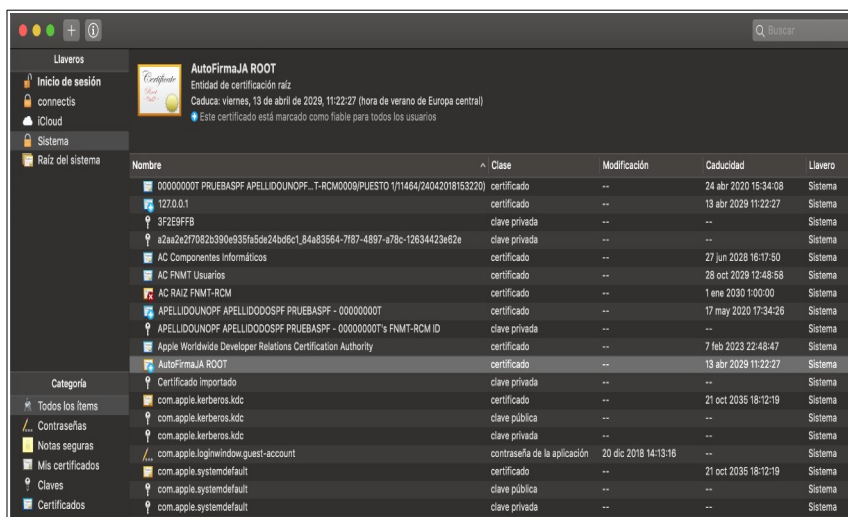 Buscar
Llaveros
Inicio de sesión
connectis
iCloud
Sistema
Raíz del sistema
AutoFirmaJA ROOT
Entidad de certificación raíz
Caduca: viernes, 13 de abril de 2029, 11:22:27 (hora de verano de Europa central)
Este certificado está marcado como fiable para todos los usuarios
Nombre Clase Modificación Caducidad Llavero
00000000T PRUEBASPF APELLIDOUNOPF...T-RCM0009/PUESTO 1/11464/24042018153220) certificado -- 24 abr 2020 15:34:08 Sistema
127.0.0.1 certificado -- 13 abr 2029 11:22:27 Sistema
3F2E9FFB clave privada -- -- Sistema
a2aa2e2f7082b390e935fa5de24bd6c1_84a83564-7f87-4897-a78c-12634423e62e clave privada -- -- Sistema
AC Componentes Informáticos certificado -- 27 jun 2028 16:17:50 Sistema
AC FNMT Usuarios certificado -- 28 oct 2029 12:48:58 Sistema
AC RAIZ FNMT-RCM certificado -- 1 ene 2030 1:00:00 Sistema
APELLIDOUNOPF APELLIDODOSPF PRUEBASPF - 00000000T certificado -- 17 may 2020 17:34:26 Sistema
APELLIDOUNOPF APELLIDODOSPF PRUEBASPF - 00000000T's FNMT-RCM ID clave privada -- -- Sistema
Apple Worldwide Developer Relations Certification Authority certificado -- 7 feb 2023 22:48:47 Sistema
AutoFirmaJA ROOT certificado -- 13 abr 2029 11:22:27 Sistema
Certificado importado clave privada -- -- Sistema
com.apple.kerberos.kdc certificado -- 21 oct 2035 18:12:19 Sistema
com.apple.kerberos.kdc clave pública -- -- Sistema
com.apple.kerberos.kdc clave privada -- -- Sistema
com.apple.loginwindow.guest-account contraseña de la aplicación 20 dic 2018 14:13:16 -- Sistema
com.apple.systemdefault certificado -- 21 oct 2035 18:12:19 Sistema
com.apple.systemdefault clave pública -- -- Sistema
com.apple.systemdefault clave privada -- -- Sistema
Categoría
Todos los ítems
Contraseñas
Notas seguras
Mis certificados
Claves
Certificados